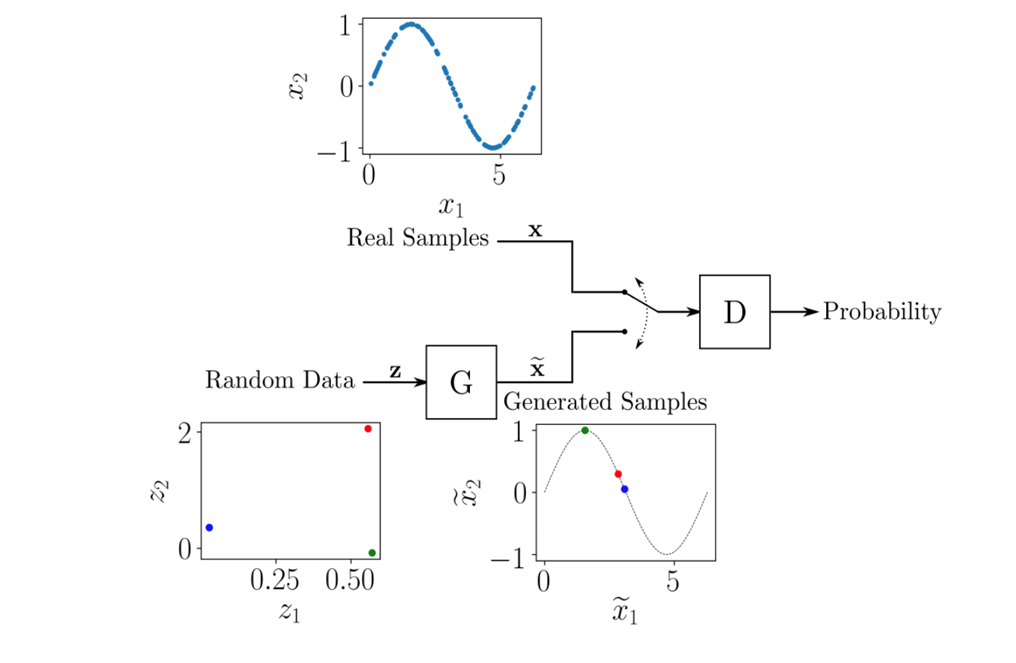 1
x₂
0
−1
0 5
x₁
Real Samples x
D Probability
Random Data z G x̃
Generated Samples
2
z₂
0
0.25 0.50
z₁
1
x̃₂
0
−1
0 5
x̃₁